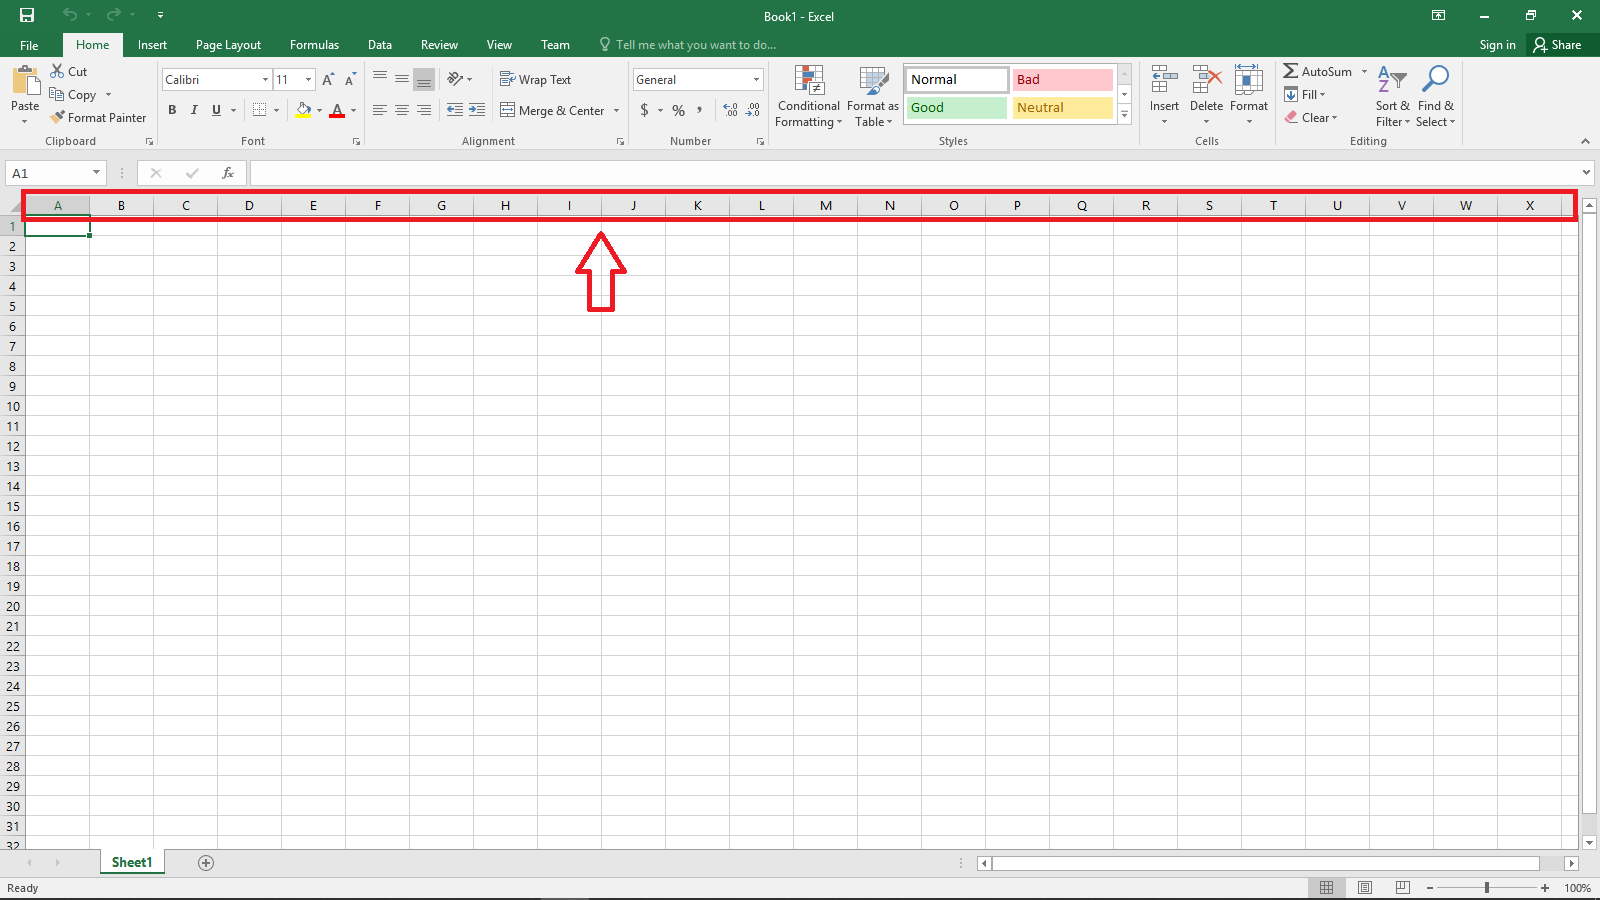 Book1 - Excel
File Home Insert Page Layout Formulas Data Review View Team Tell me what you want to do... Sign in Share
Paste
Cut
Copy
Format Painter
Clipboard
Calibri 11
B I U
Font
Wrap Text
Merge & Center
Alignment
General
$ % ,
Number
Conditional
Formatting
Format as
Table
Normal Bad
Good Neutral
Styles
Insert Delete Format
Cells
AutoSum
Fill
Clear
Sort &
Filter
Find &
Select
Editing
A1 fx
A B C D E F G H I J K L M N O P Q R S T U V W X
1
2
3
4
5
6
7
8
9
10
11
12
13
14
15
16
17
18
19
20
21
22
23
24
25
26
27
28
29
30
31
32
Sheet1
Ready 100%